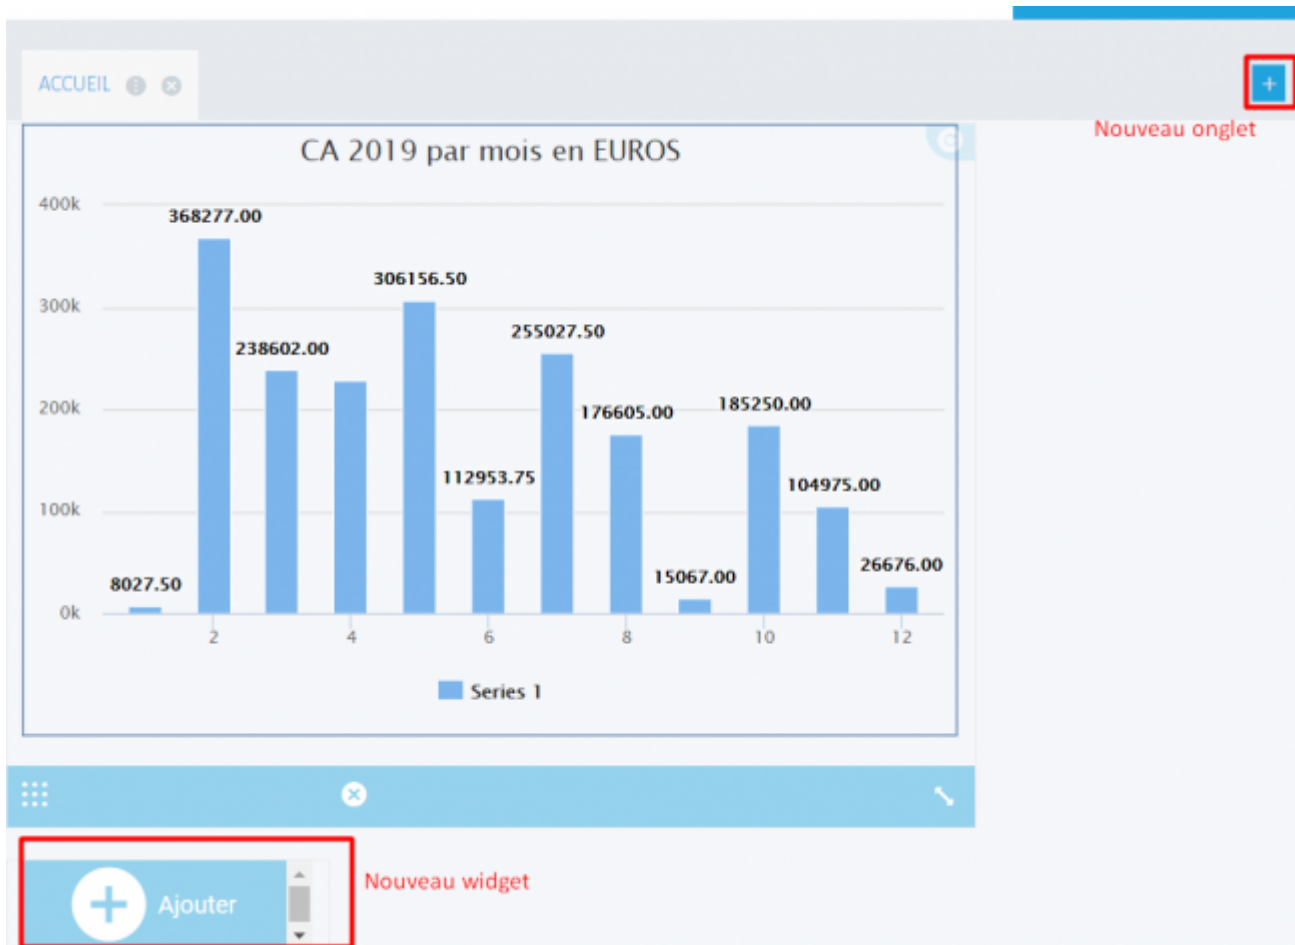 ACCUEIL
+
Nouveau onglet
CA 2019 par mois en EUROS
400k
368277.00
306156.50
300k
255027.50
238602.00
200k
176605.00
185250.00
112953.75
104975.00
100k
8027.50
15067.00
26676.00
0k
2 4 6 8 10 12
Series 1
Ajouter
Nouveau widget